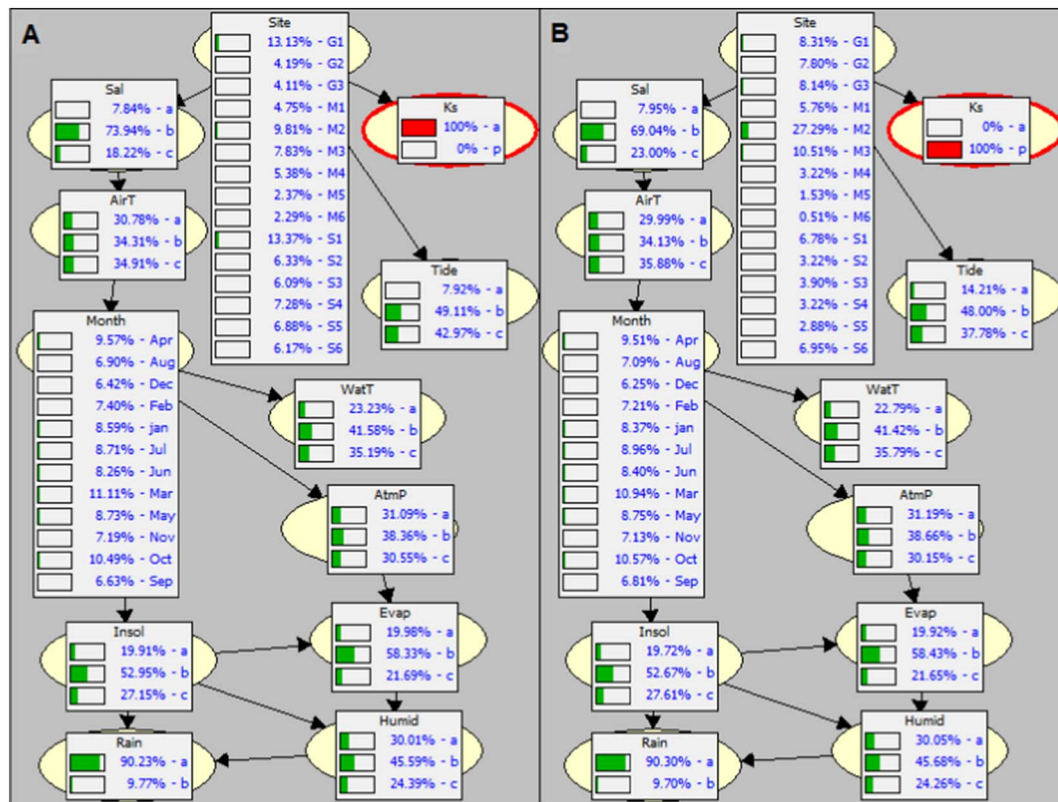 A
Site
13.13% - G1
4.19% - G2
4.11% - G3
4.75% - M1
9.81% - M2
7.83% - M3
5.38% - M4
2.37% - M5
2.29% - M6
13.37% - S1
6.33% - S2
6.09% - S3
7.28% - S4
6.88% - S5
6.17% - S6
Sal
7.84% - a
73.94% - b
18.22% - c
Ks
100% - a
0% - p
AirT
30.78% - a
34.31% - b
34.91% - c
Tide
7.92% - a
49.11% - b
42.97% - c
Month
9.57% - Apr
6.90% - Aug
6.42% - Dec
7.40% - Feb
8.59% - jan
8.71% - Jul
8.26% - Jun
11.11% - Mar
8.73% - May
7.19% - Nov
10.49% - Oct
6.63% - Sep
WatT
23.23% - a
41.58% - b
35.19% - c
AtmP
31.09% - a
38.36% - b
30.55% - c
Insol
19.91% - a
52.95% - b
27.15% - c
Evap
19.98% - a
58.33% - b
21.69% - c
Rain
90.23% - a
9.77% - b
Humid
30.01% - a
45.59% - b
24.39% - c
B
Site
8.31% - G1
7.80% - G2
8.14% - G3
5.76% - M1
27.29% - M2
10.51% - M3
3.22% - M4
1.53% - M5
0.51% - M6
6.78% - S1
3.22% - S2
3.90% - S3
3.22% - S4
2.88% - S5
6.95% - S6
Sal
7.95% - a
69.04% - b
23.00% - c
Ks
0% - a
100% - p
AirT
29.99% - a
34.13% - b
35.88% - c
Tide
14.21% - a
48.00% - b
37.78% - c
Month
9.51% - Apr
7.09% - Aug
6.25% - Dec
7.21% - Feb
8.37% - jan
8.96% - Jul
8.40% - Jun
10.94% - Mar
8.75% - May
7.13% - Nov
10.57% - Oct
6.81% - Sep
WatT
22.79% - a
41.42% - b
35.79% - c
AtmP
31.19% - a
38.66% - b
30.15% - c
Insol
19.72% - a
52.67% - b
27.61% - c
Evap
19.92% - a
58.43% - b
21.65% - c
Rain
90.30% - a
9.70% - b
Humid
30.05% - a
45.68% - b
24.26% - c